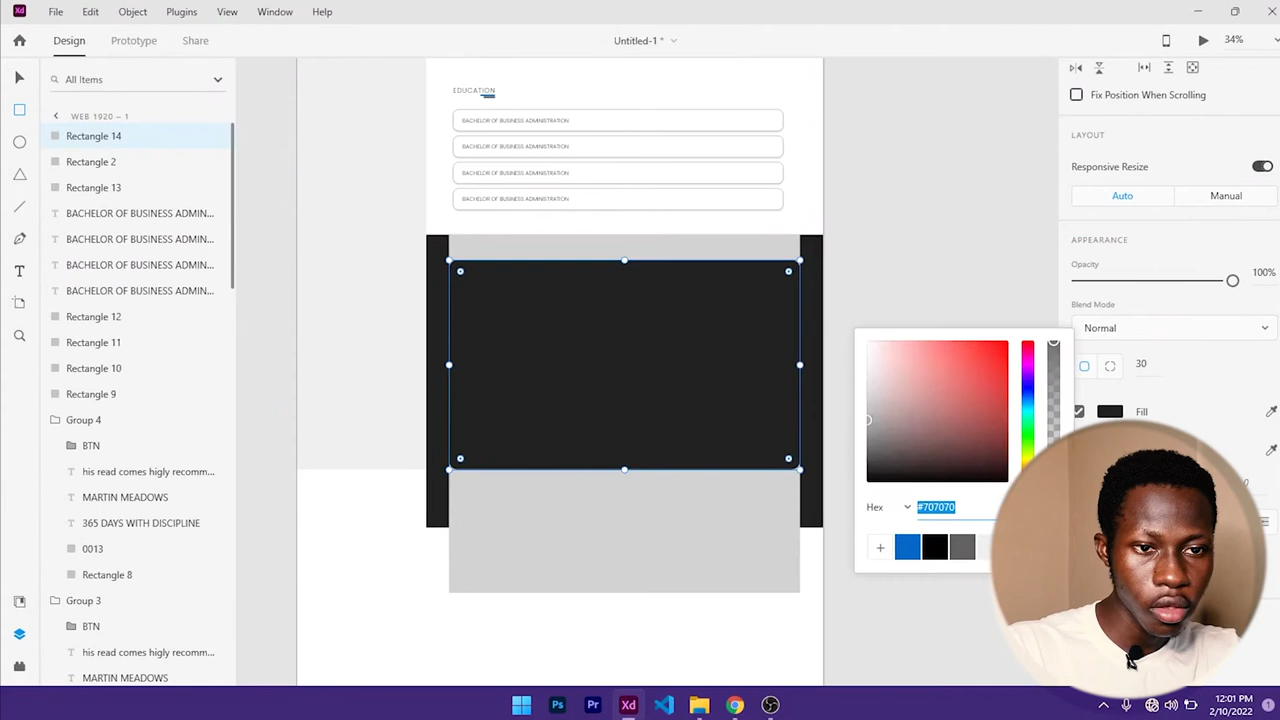 Xd File Edit Object Plugins View Window Help
Design Prototype Share Untitled-1 * 34%
All Items
WEB 1920 – 1
Rectangle 14
Rectangle 2
Rectangle 13
BACHELOR OF BUSINESS ADMIN...
BACHELOR OF BUSINESS ADMIN...
BACHELOR OF BUSINESS ADMIN...
BACHELOR OF BUSINESS ADMIN...
Rectangle 12
Rectangle 11
Rectangle 10
Rectangle 9
Group 4
BTN
his read comes higly recomm...
MARTIN MEADOWS
365 DAYS WITH DISCIPLINE
0013
Rectangle 8
Group 3
BTN
his read comes higly recomm...
MARTIN MEADOWS
EDUCATION
BACHELOR OF BUSINESS ADMINISTRATION
BACHELOR OF BUSINESS ADMINISTRATION
BACHELOR OF BUSINESS ADMINISTRATION
BACHELOR OF BUSINESS ADMINISTRATION
Hex #707070
Fix Position When Scrolling
LAYOUT
Responsive Resize
Auto Manual
APPEARANCE
Opacity
100%
Blend Mode
Normal
30
Fill
Ps Pr Xd
12:01 PM
2/10/2022